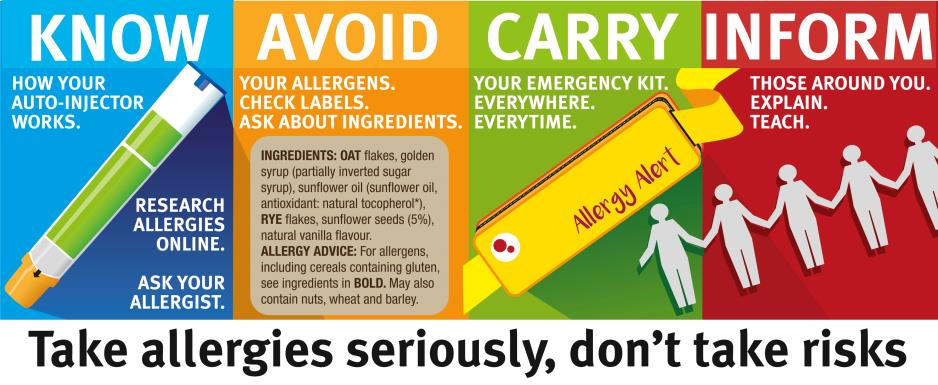 KNOW
HOW YOUR
AUTO-INJECTOR
WORKS.
RESEARCH
ALLERGIES
ONLINE.
ASK YOUR
ALLERGIST.
AVOID
YOUR ALLERGENS.
CHECK LABELS.
ASK ABOUT INGREDIENTS.
INGREDIENTS: OAT flakes, golden
syrup (partially inverted sugar
syrup), sunflower oil (sunflower oil,
antioxidant: natural tocopherol*),
RYE flakes, sunflower seeds (5%),
natural vanilla flavour.
ALLERGY ADVICE: For allergens,
including cereals containing gluten,
see ingredients in BOLD. May also
contain nuts, wheat and barley.
CARRY
YOUR EMERGENCY KIT.
EVERYWHERE.
EVERYTIME.
Allergy Alert
INFORM
THOSE AROUND YOU.
EXPLAIN.
TEACH.
Take allergies seriously, don't take risks